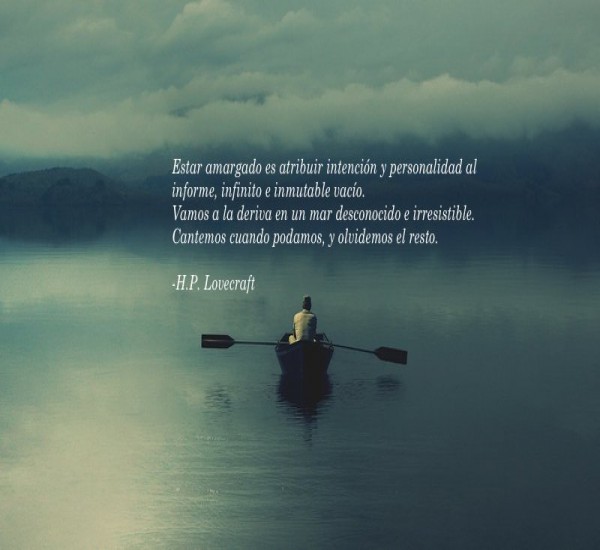 Estar amargado es atribuir intención y personalidad al
informe, infinito e inmutable vacío.
Vamos a la deriva en un mar desconocido e irresistible.
Cantemos cuando podamos, y olvidemos el resto.
-H.P. Lovecraft